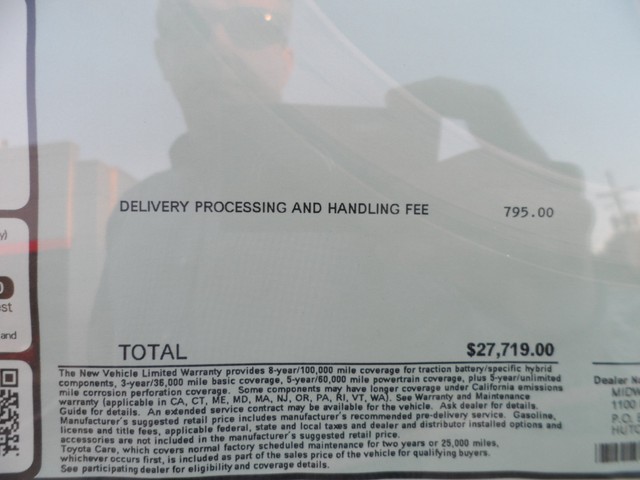 DELIVERY PROCESSING AND HANDLING FEE 795.00
y)
st
and
TOTAL $27,719.00
The New Vehicle Limited Warranty provides 8-year/100,000 mile coverage for traction battery/specific hybrid
components, 3-year/36,000 mile basic coverage, 5-year/60,000 mile powertrain coverage, plus 5-year/unlimited
mile corrosion perforation coverage. Some components may have longer coverage under California emissions
warranty (applicable in CA, CT, ME, MD, MA, NJ, OR, PA, RI, VT, WA). See Warranty and Maintenance
Guide for details. An extended service contract may be available for the vehicle. Ask dealer for details.
Manufacturer's suggested retail price includes manufacturer's recommended pre-delivery service. Gasoline,
license and title fees, applicable federal, state and local taxes and dealer and distributor installed options and
accessories are not included in the manufacturer's suggested retail price.
Toyota Care, which covers normal factory scheduled maintenance for two years or 25,000 miles,
whichever occurs first, is included as part of the sales price of the vehicle for qualifying buyers.
See participating dealer for eligibility and coverage details.
Dealer N
MIDW
1100
P.O.
HUTC